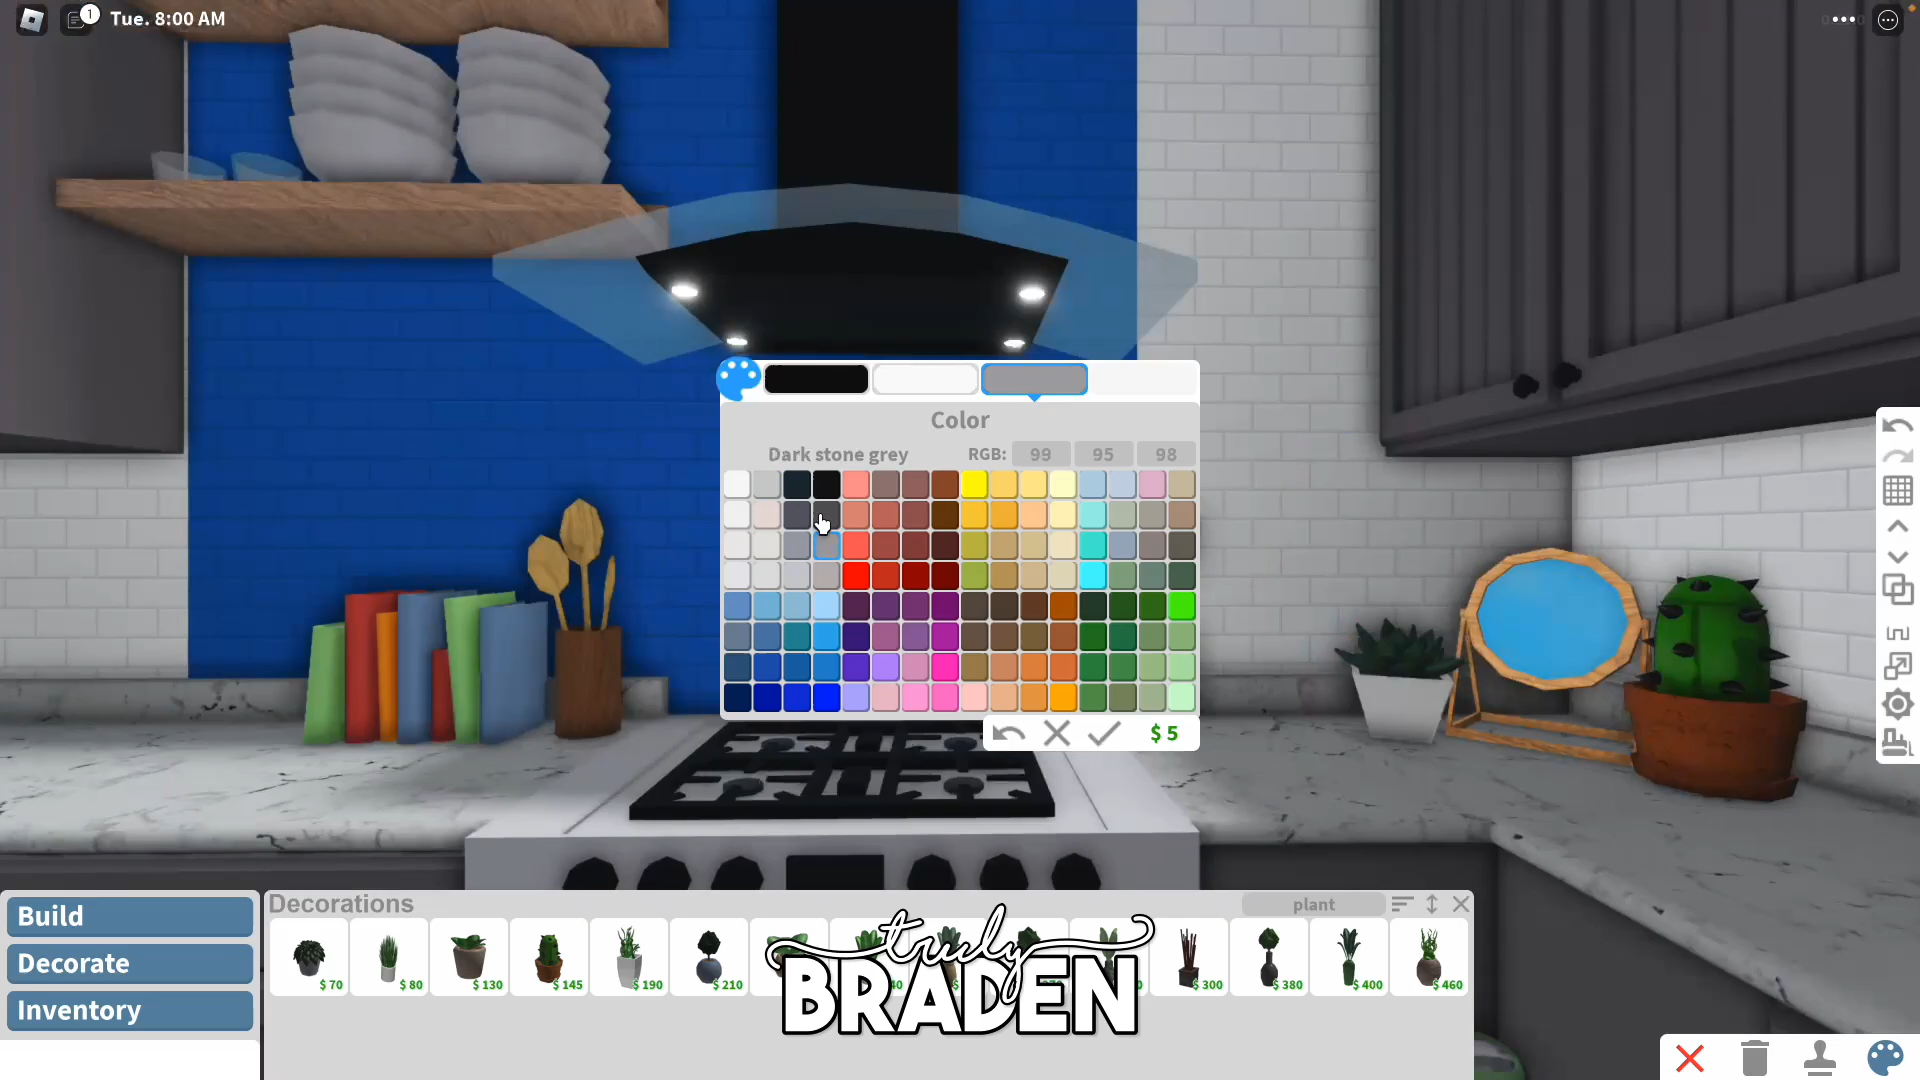 1
Tue. 8:00 AM
Color
Dark stone grey RGB: 99 95 98
$ 5
Build
Decorate
Inventory
Decorations
plant
$ 70 $ 80 $ 130 $ 145 $ 190 $ 210 $ 300 $ 380 $ 400 $ 460
truly
BRADEN